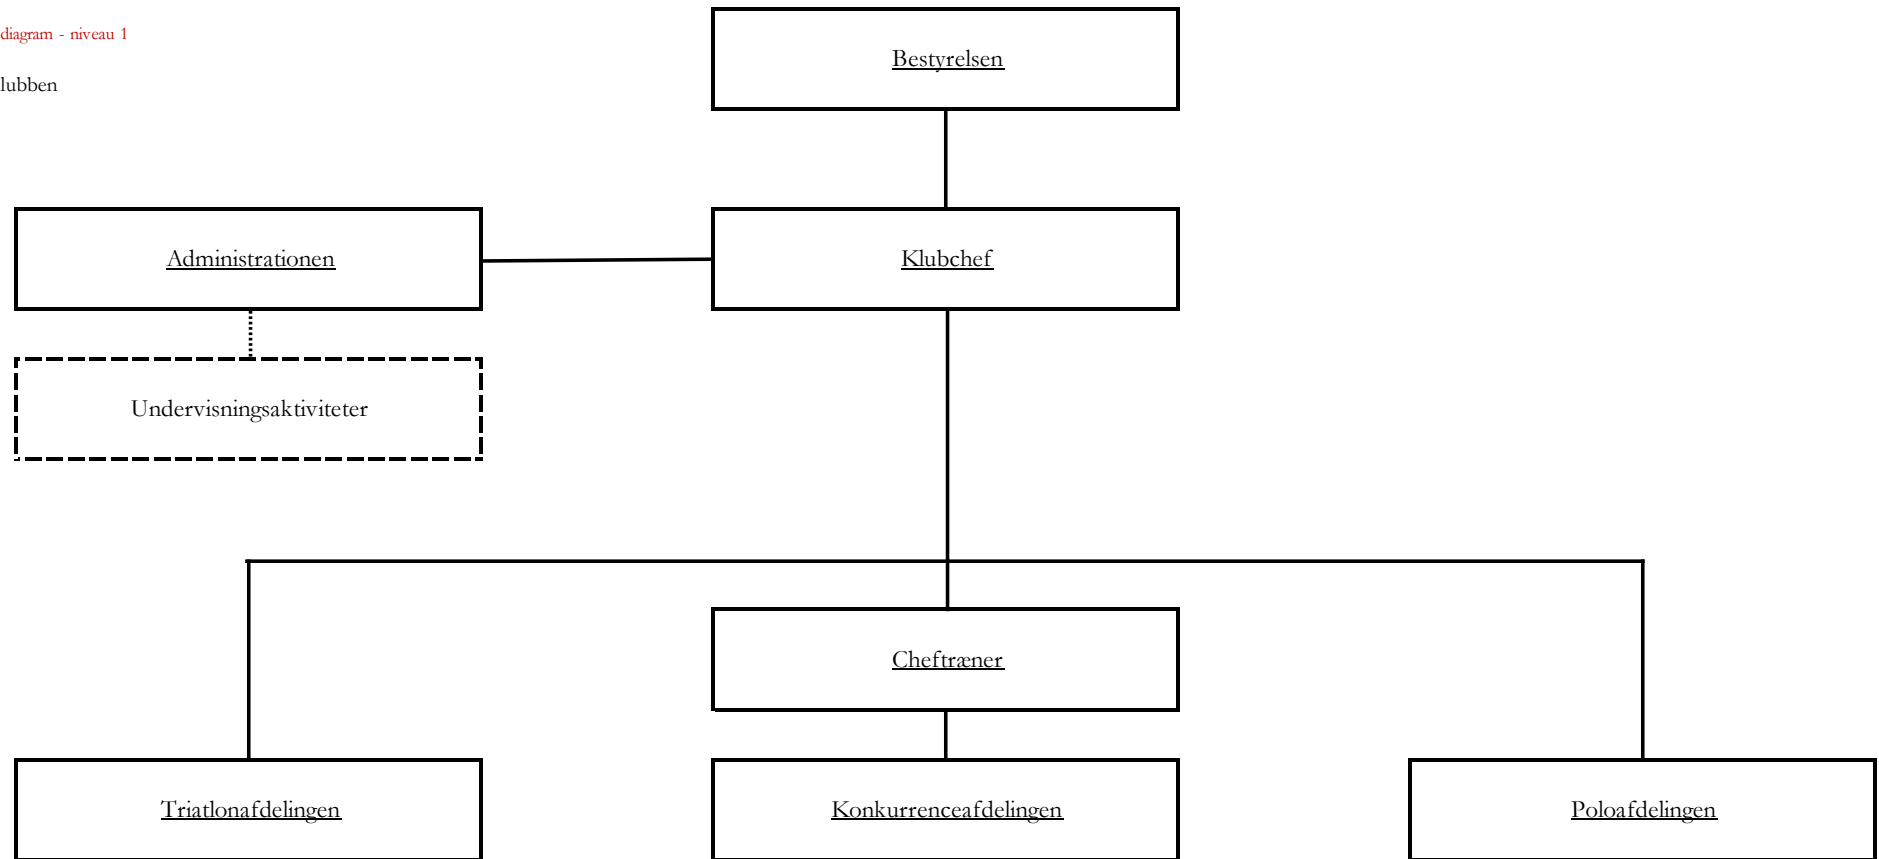 diagram - niveau 1
Bestyrelsen
lubben
Administrationen
Klubchef
Undervisningsaktiviteter
Cheftræner
Triatlonafdelingen
Konkurrenceafdelingen
Poloafdelingen